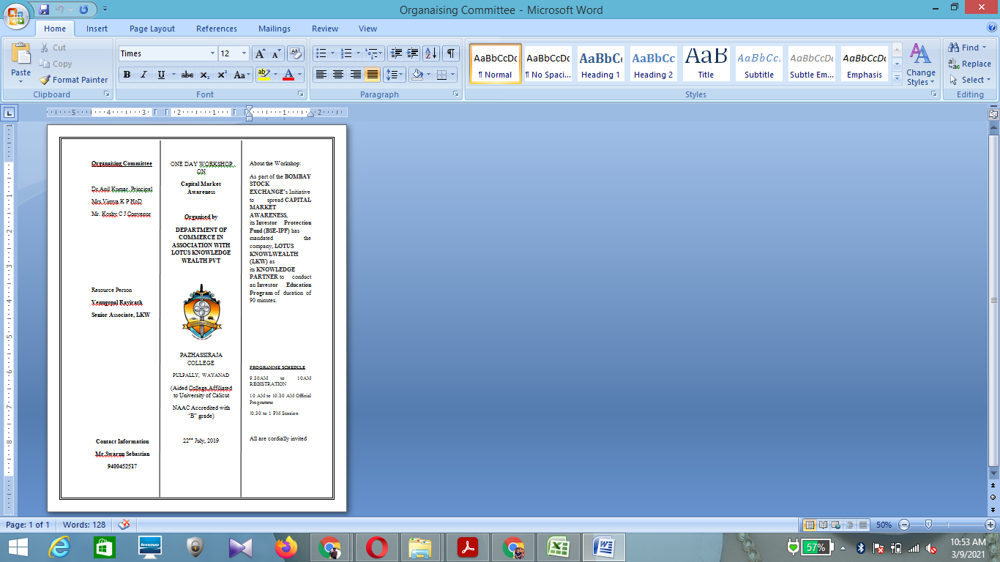 Organaising Committee - Microsoft Word
Home Insert Page Layout References Mailings Review View
Paste
Cut
Copy
Format Painter
Clipboard
Times 12
B I U abc X₂ X² Aa ab A
Font
Paragraph
AaBbCcDc AaBbCcDc AaBbCc AaBbCc AaB AaBbCc. AaBbCcDc AaBbCcDc
¶ Normal ¶ No Spaci... Heading 1 Heading 2 Title Subtitle Subtle Em... Emphasis
Change Styles
Styles
Find
Replace
Select
Editing
Organaising Committee
Dr.Anil Kumar, Principal
Mrs.Vimya K P HoD
Mr. Koshy C J Convenor
Resource Person
Venugopal Rayirath
Senior Associate, LKW
Contact Information
Mr.Swarun Sebastian
9400452517
ONE DAY WORKSHOP
ON
Capital Market
Awareness
Organised by
DEPARTMENT OF
COMMERCE IN
ASSOCIATION WITH
LOTUS KNOWLEDGE
WEALTH PVT
PAZHASSIRAJA
COLLEGE
PULPALLY, WAYANAD
(Aided College,Affiliated
to University of Calicut
NAAC Accredited with
'B" grade)
22nd July, 2019
About the Workshop:
As part of the BOMBAY
STOCK
EXCHANGE's Initiative
to spread CAPITAL
MARKET
AWARENESS,
its Investor Protection
Fund (BSE-IPF) has
mandated the
company, LOTUS
KNOWLWEALTH
(LKW) as
its KNOWLEDGE
PARTNER to conduct
an Investor Education
Program of duration of
90 minutes.
PROGRAMME SCHEDULE
9.30AM to 10AM
REGISTRATION
10 AM to 10.30 AM Official
Programme
10.30 to 1 PM Session
All are cordially invited
Page: 1 of 1 Words: 128 50%
lenovo
57%
10:53 AM
3/9/2021